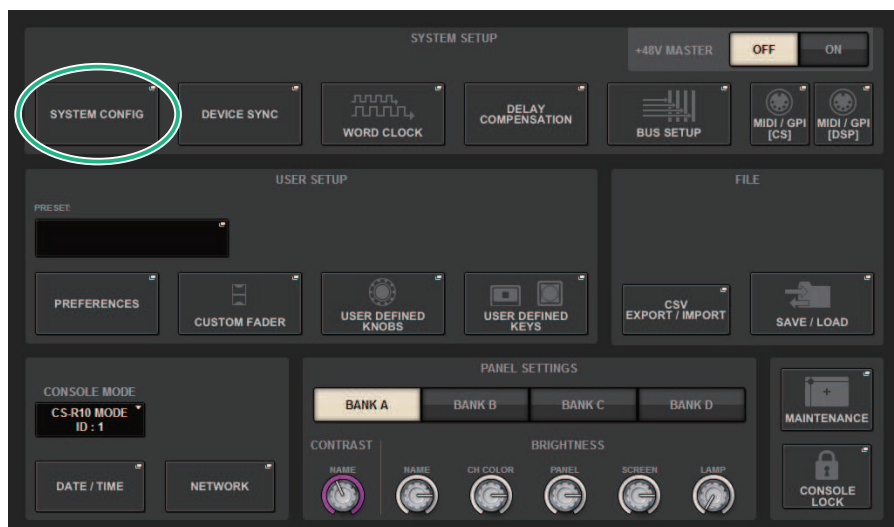 SYSTEM SETUP
+48V MASTER
OFF
ON
SYSTEM CONFIG
DEVICE SYNC
WORD CLOCK
DELAY
COMPENSATION
BUS SETUP
MIDI / GPI
[CS]
MIDI / GPI
[DSP]
USER SETUP
PRESET
PREFERENCES
CUSTOM FADER
USER DEFINED
KNOBS
USER DEFINED
KEYS
FILE
CSV
EXPORT / IMPORT
SAVE / LOAD
CONSOLE MODE
CS-R10 MODE
ID : 1
DATE / TIME
NETWORK
PANEL SETTINGS
BANK A
BANK B
BANK C
BANK D
CONTRAST
BRIGHTNESS
NAME
NAME
CH COLOR
PANEL
SCREEN
LAMP
MAINTENANCE
CONSOLE
LOCK